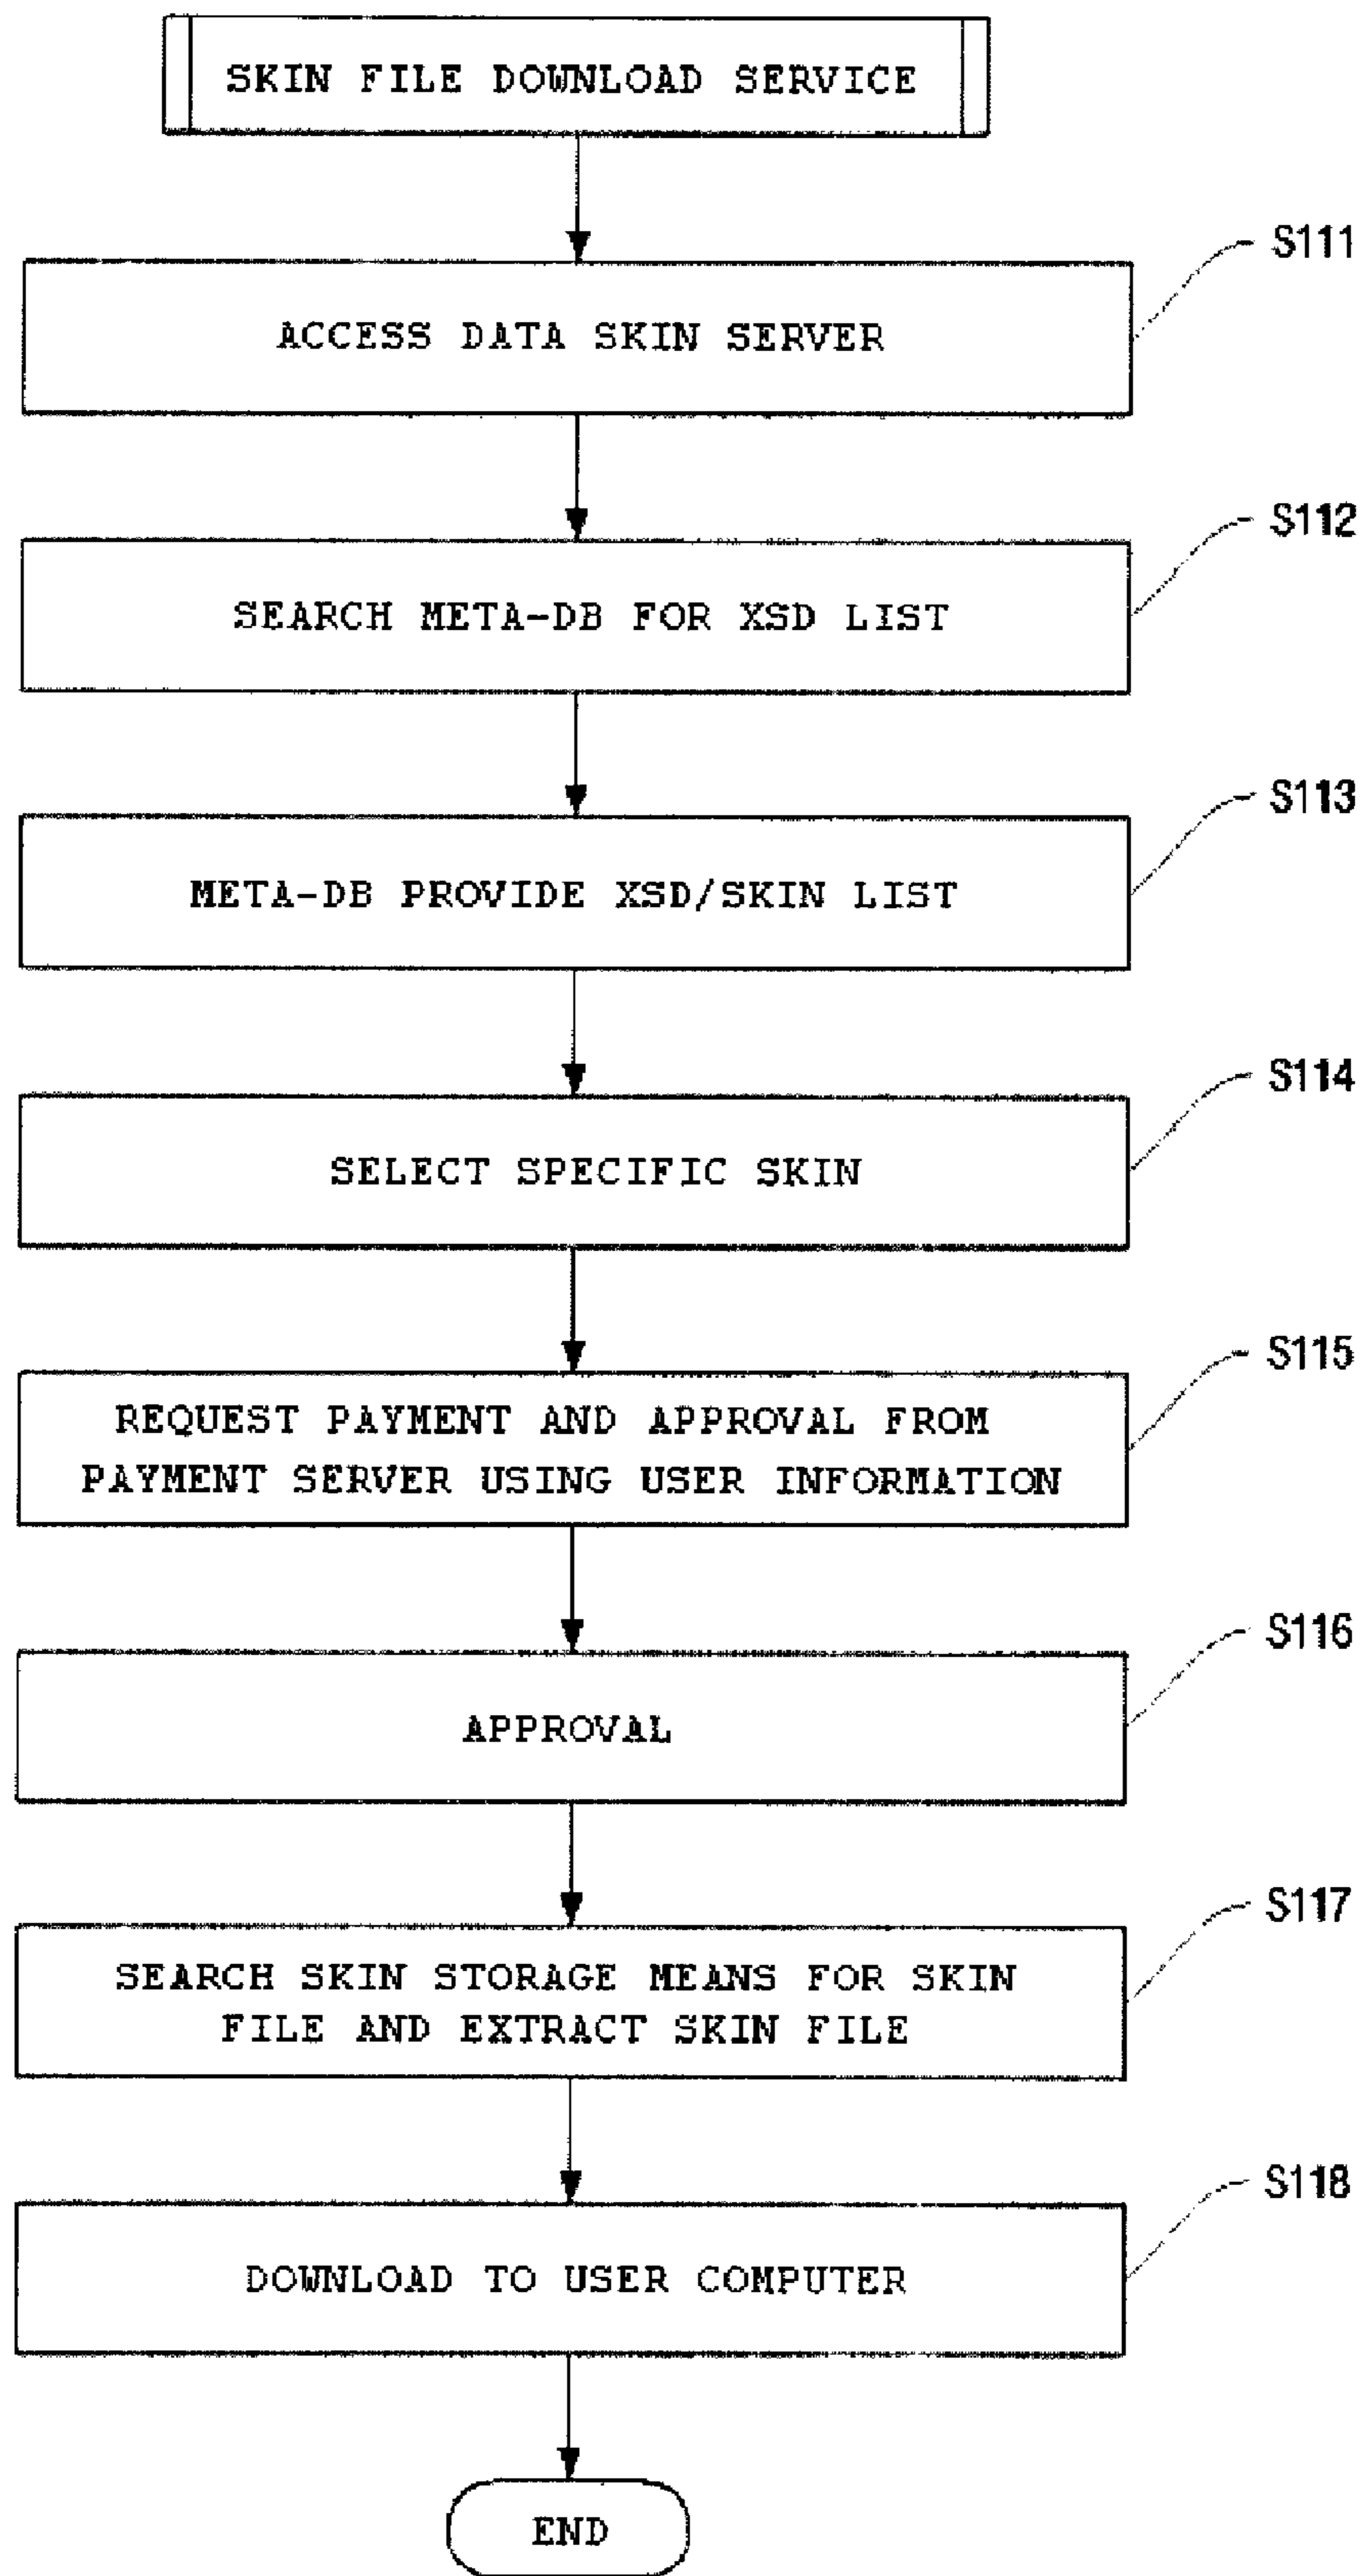 SKIN FILE DOWNLOAD SERVICE
S111
ACCESS DATA SKIN SERVER
S112
SEARCH META-DB FOR XSD LIST
S113
META-DB PROVIDE XSD/SKIN LIST
S114
SELECT SPECIFIC SKIN
S115
REQUEST PAYMENT AND APPROVAL FROM
PAYMENT SERVER USING USER INFORMATION
S116
APPROVAL
S117
SEARCH SKIN STORAGE MEANS FOR SKIN
FILE AND EXTRACT SKIN FILE
S118
DOWNLOAD TO USER COMPUTER
END